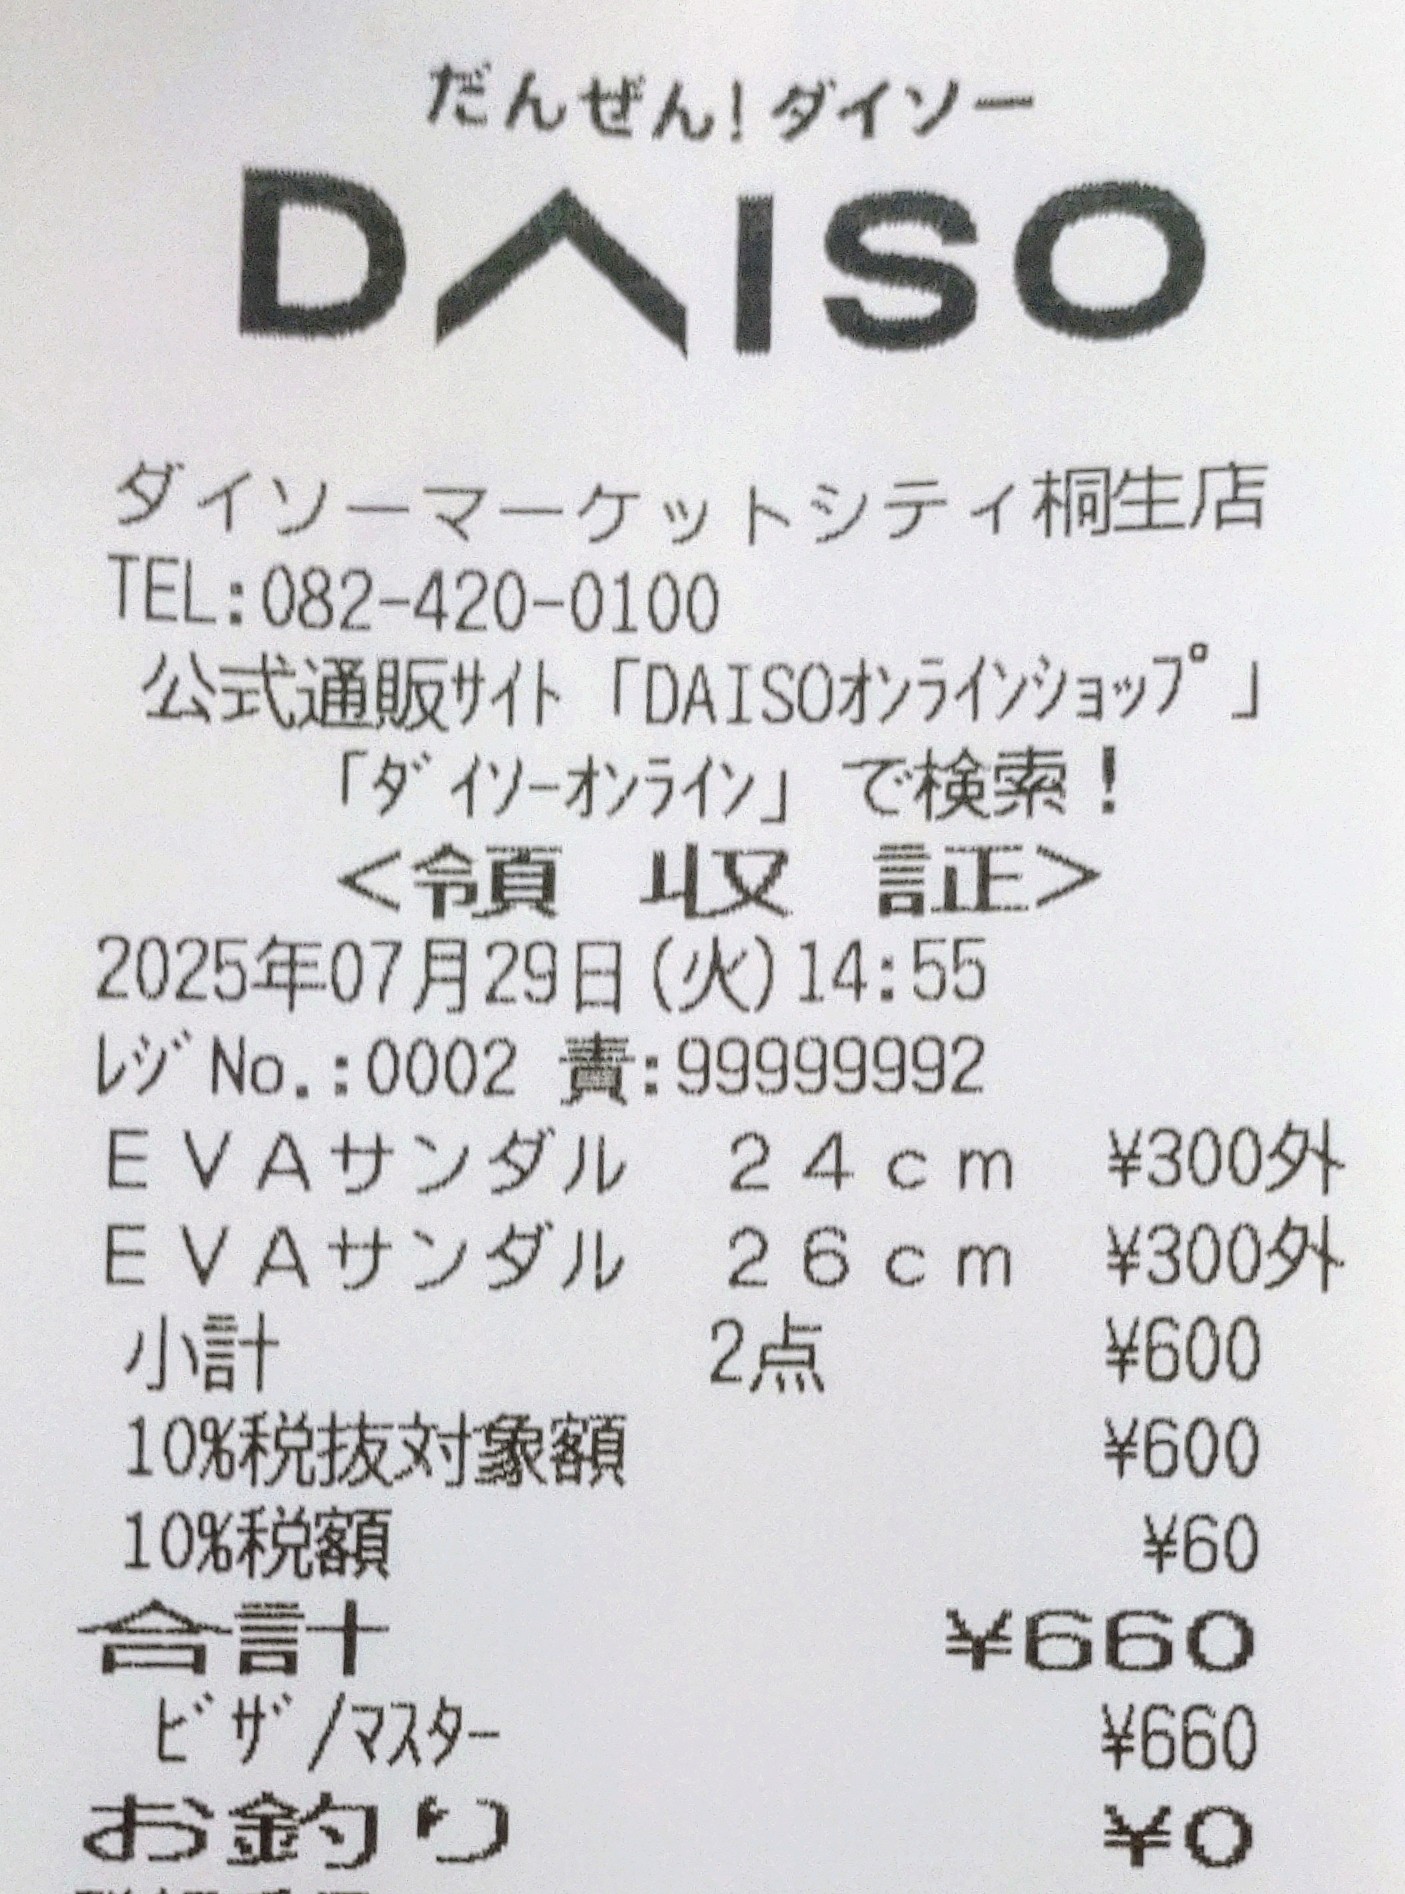 だんぜん!ダイソー
DAISO
ダイソーマーケットシティ桐生店
TEL:082-420-0100
公式通販ｻｲﾄ「DAISOｵﾝﾗｲﾝｼｮｯﾌﾟ」
「ﾀﾞｲｿｰｵﾝﾗｲﾝ」で検索!
<領 収 証>
2025年07月29日(火)14:55
ﾚｼﾞNo.:0002 責:99999992
ＥＶＡサンダル ２４ｃｍ ¥300外
ＥＶＡサンダル ２６ｃｍ ¥300外
小計 2点 ¥600
10%税抜対象額 ¥600
10%税額 ¥60
合計 ¥660
ﾋﾞｻﾞ/ﾏｽﾀｰ ¥660
お釣り ¥0